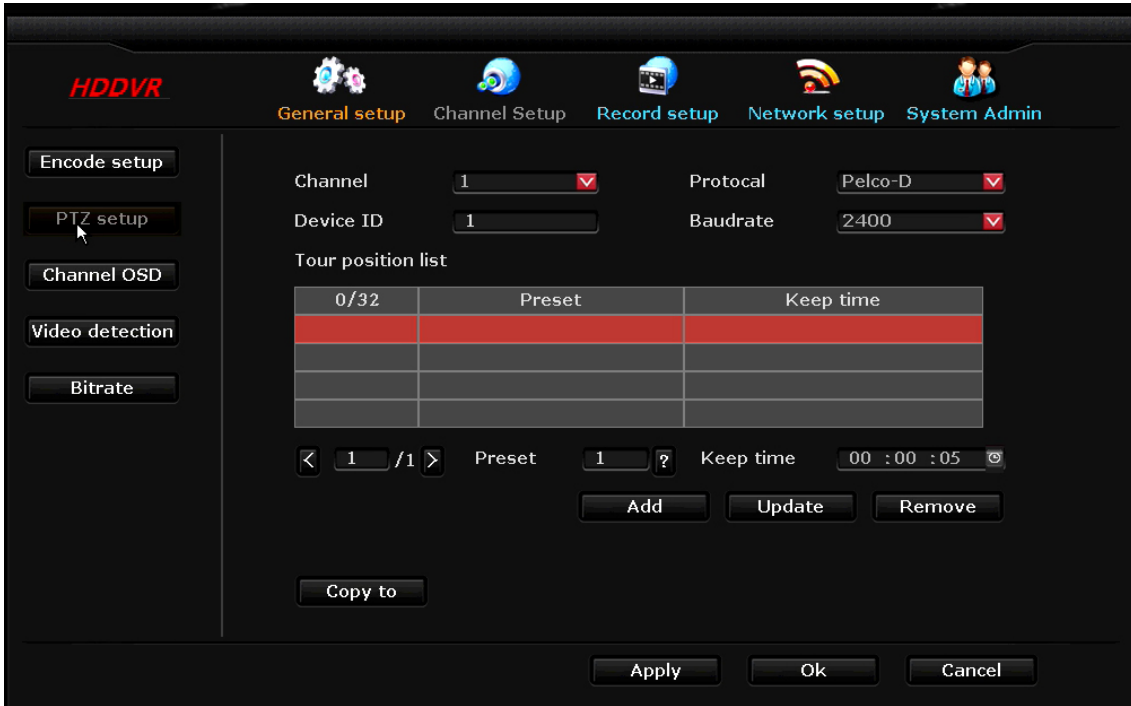 HDDVR
General setup Channel Setup Record setup Network setup System Admin
Encode setup
PTZ setup
Channel OSD
Video detection
Bitrate
Channel 1 Protocal Pelco-D
Device ID 1 Baudrate 2400
Tour position list
0/32 Preset Keep time
< 1 /1 > Preset 1 ? Keep time 00 :00 :05
Add Update Remove
Copy to
Apply Ok Cancel